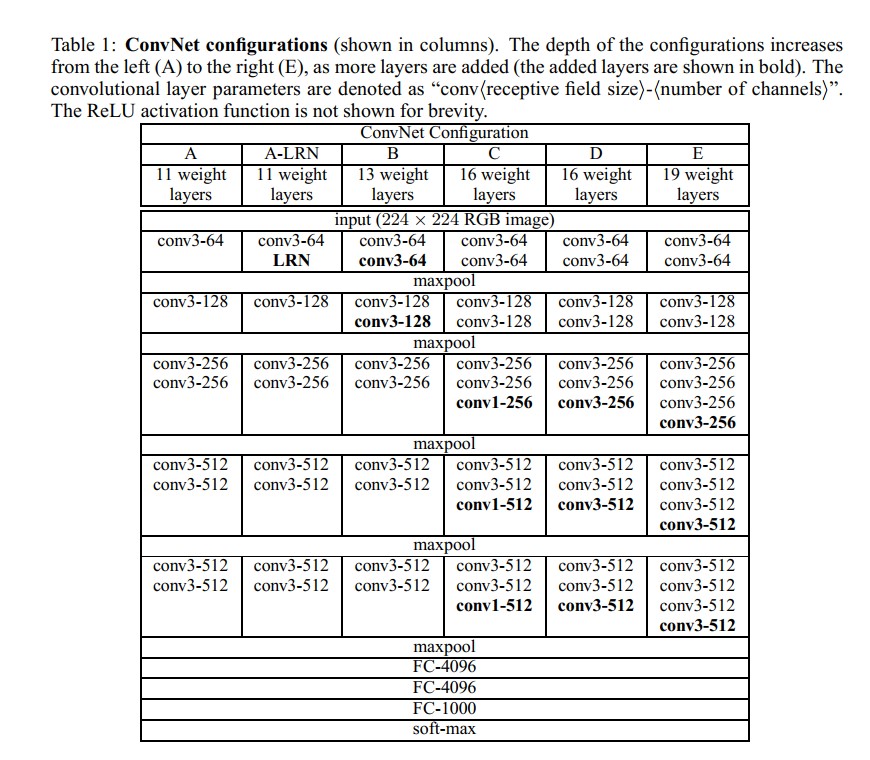 Table 1: ConvNet configurations (shown in columns). The depth of the configurations increases
from the left (A) to the right (E), as more layers are added (the added layers are shown in bold). The
convolutional layer parameters are denoted as “conv⟨receptive field size⟩-⟨number of channels⟩”.
The ReLU activation function is not shown for brevity.
ConvNet Configuration
A A-LRN B C D E
11 weight 11 weight 13 weight 16 weight 16 weight 19 weight
layers layers layers layers layers layers
input (224 × 224 RGB image)
conv3-64 conv3-64 conv3-64 conv3-64 conv3-64 conv3-64
LRN conv3-64 conv3-64 conv3-64 conv3-64
maxpool
conv3-128 conv3-128 conv3-128 conv3-128 conv3-128 conv3-128
conv3-128 conv3-128 conv3-128 conv3-128
maxpool
conv3-256 conv3-256 conv3-256 conv3-256 conv3-256 conv3-256
conv3-256 conv3-256 conv3-256 conv3-256 conv3-256 conv3-256
conv1-256 conv3-256 conv3-256
conv3-256
maxpool
conv3-512 conv3-512 conv3-512 conv3-512 conv3-512 conv3-512
conv3-512 conv3-512 conv3-512 conv3-512 conv3-512 conv3-512
conv1-512 conv3-512 conv3-512
conv3-512
maxpool
conv3-512 conv3-512 conv3-512 conv3-512 conv3-512 conv3-512
conv3-512 conv3-512 conv3-512 conv3-512 conv3-512 conv3-512
conv1-512 conv3-512 conv3-512
conv3-512
maxpool
FC-4096
FC-4096
FC-1000
soft-max